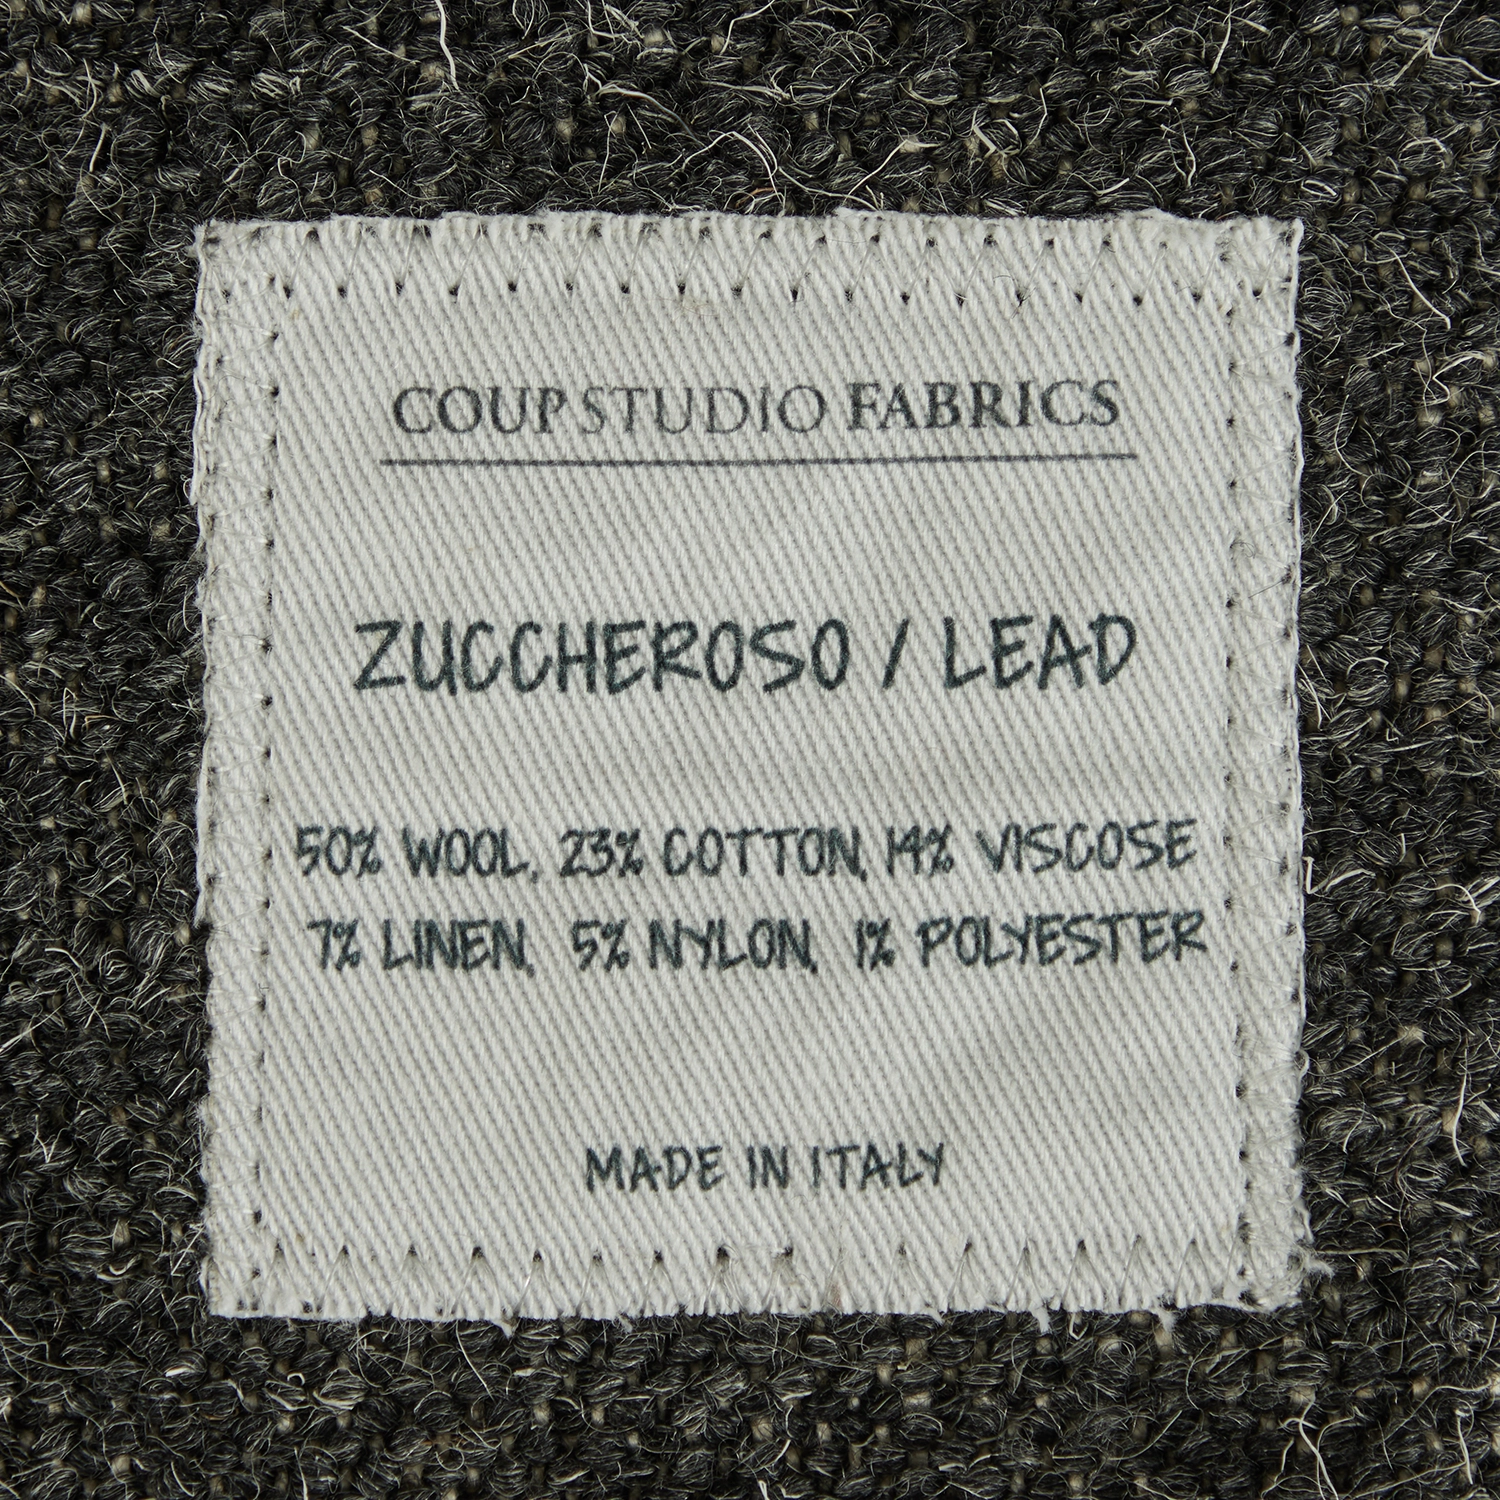 COUP STUDIO FABRICS
ZUCCHEROSO / LEAD
50% WOOL, 23% COTTON, 14% VISCOSE
7% LINEN, 5% NYLON, 1% POLYESTER
MADE IN ITALY